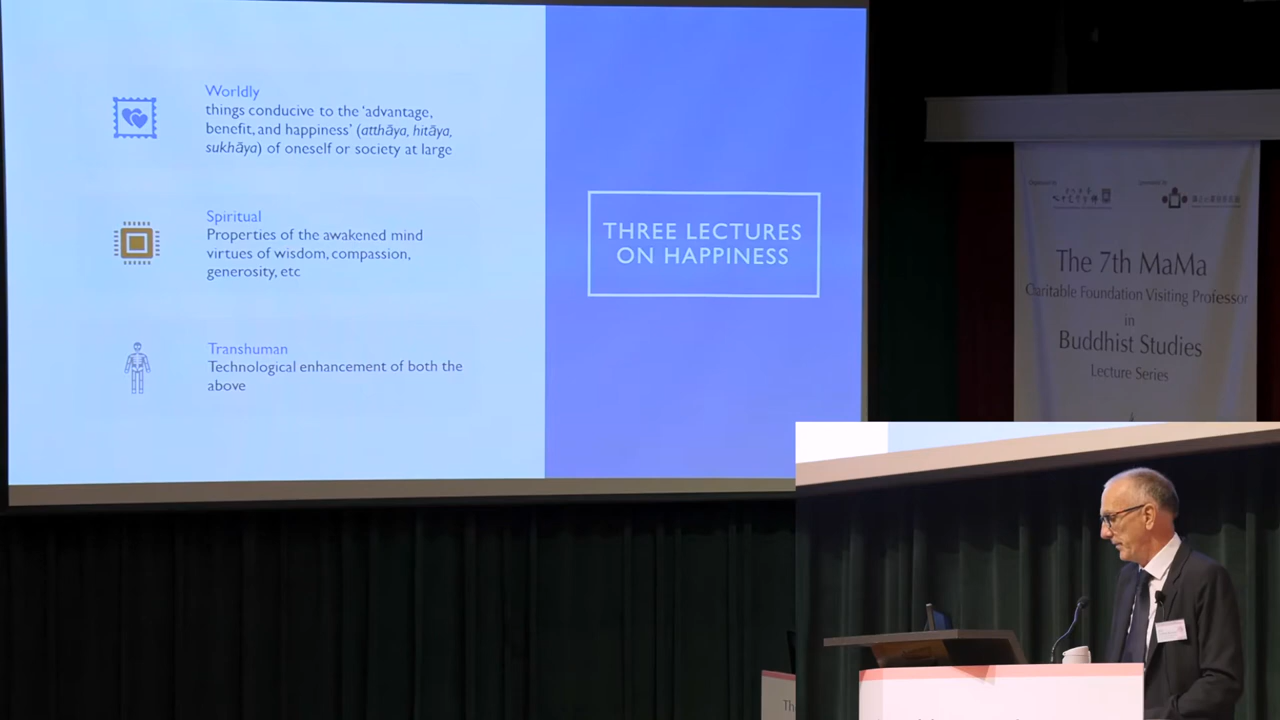 Worldly
things conducive to the 'advantage,
benefit, and happiness' (atthāya, hitāya,
sukhāya) of oneself or society at large
Spiritual
Properties of the awakened mind
virtues of wisdom, compassion,
generosity, etc
Transhuman
Technological enhancement of both the
above
THREE LECTURES
ON HAPPINESS
The 7th MaMa
Charitable Foundation Visiting Professor
in
Buddhist Studies
Lecture Series
Th